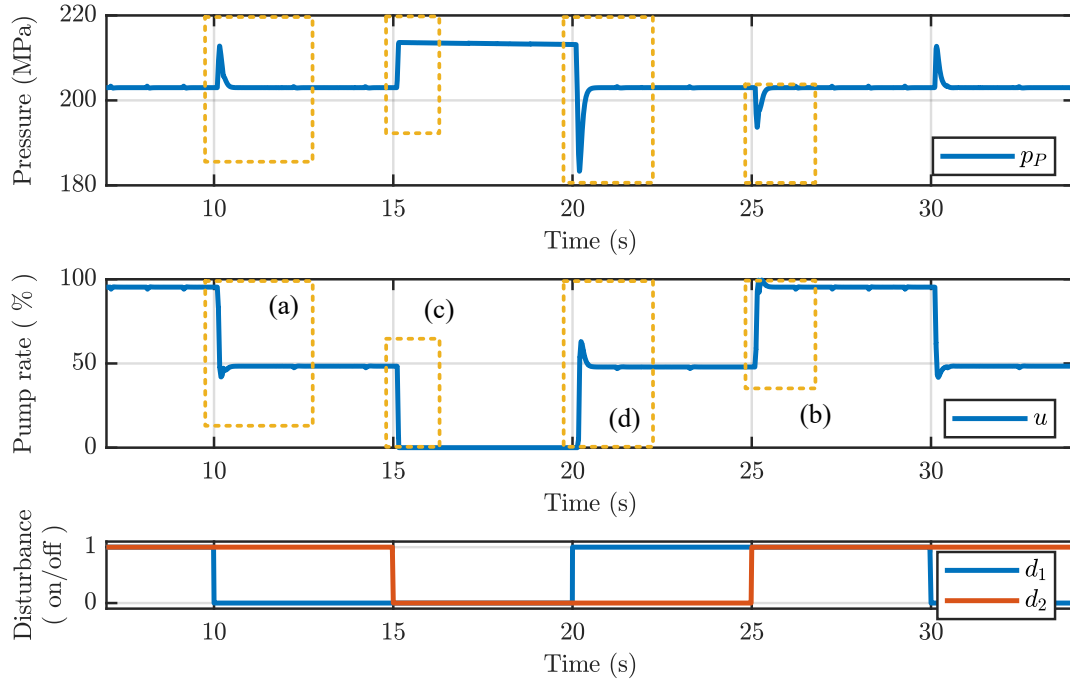 Pressure (MPa)
220
200
180
10 15 20 25 30
Time (s)
p_P
Pump rate ( % )
100
50
0
(a)
(c)
(d)
(b)
10 15 20 25 30
Time (s)
u
Disturbance
( on/off )
1
0
10 15 20 25 30
Time (s)
d_1
d_2